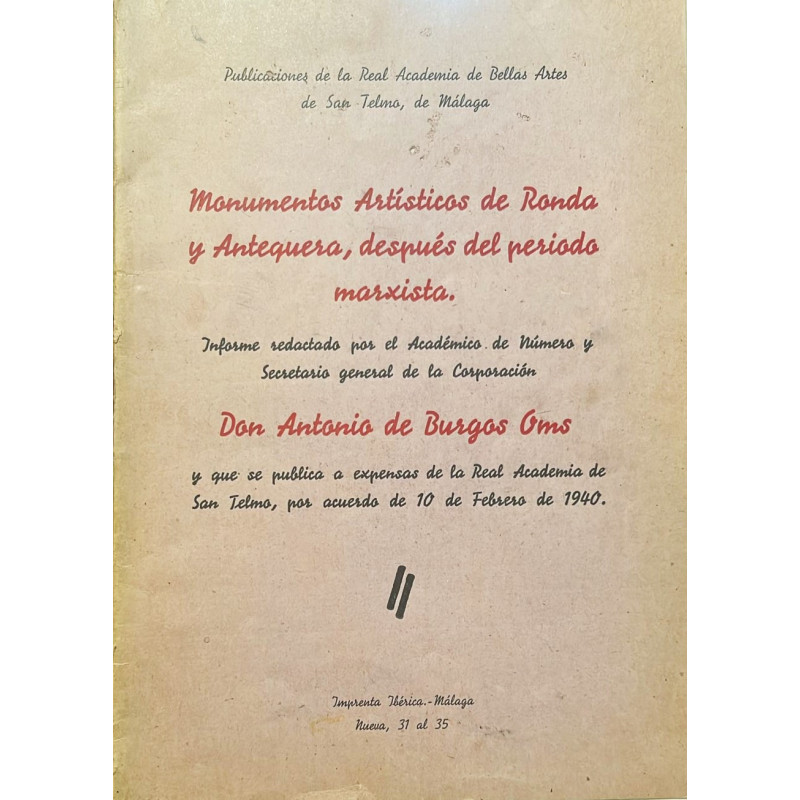 Publicaciones de la Real Academia de Bellas Artes
de San Telmo, de Málaga
Monumentos Artísticos de Ronda
y Antequera, después del periodo
marxista.
Informe redactado por el Académico de Número y
Secretario general de la Corporación
Don Antonio de Burgos Oms
y que se publica a expensas de la Real Academia de
San Telmo, por acuerdo de 10 de Febrero de 1940.
Imprenta Ibérica.-Málaga
Nueva, 31 al 35